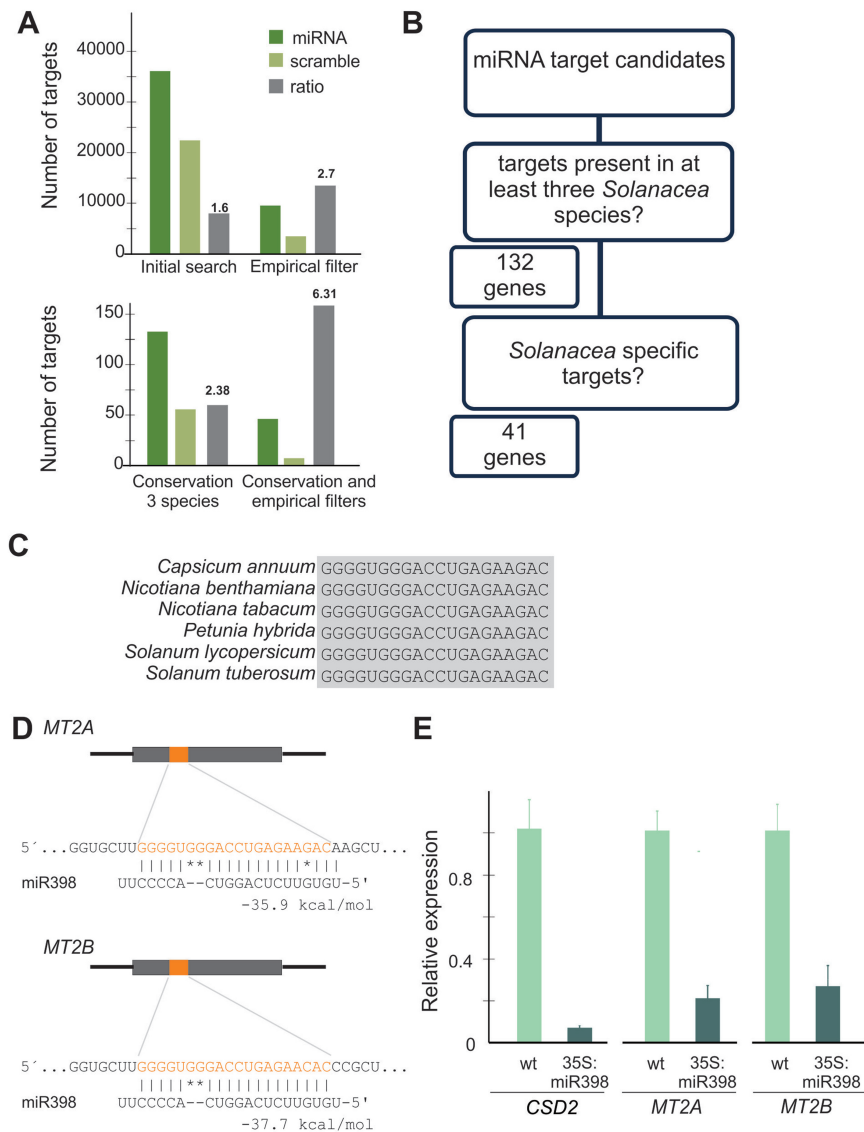 A
Number of targets
40000
30000
20000
10000
0
miRNA
scramble
ratio
1.6
2.7
Initial search
Empirical filter
Number of targets
150
100
50
0
2.38
6.31
Conservation
3 species
Conservation and
empirical filters
B
miRNA target candidates
targets present in at
least three Solanacea
species?
132
genes
Solanacea specific
targets?
41
genes
C
Capsicum annuum GGGGUGGGACCUGAGAAGAC
Nicotiana benthamiana GGGGUGGGACCUGAGAAGAC
Nicotiana tabacum GGGGUGGGACCUGAGAAGAC
Petunia hybrida GGGGUGGGACCUGAGAAGAC
Solanum lycopersicum GGGGUGGGACCUGAGAAGAC
Solanum tuberosum GGGGUGGGACCUGAGAAGAC
D
MT2A
5´...GGUGCUUGGGGUGGGACCUGAGAAGACAAGCU...
|||||**|||||||||||*|||
miR398 UUCCCCA--CUGGACUCUUGUGU-5'
-35.9 kcal/mol
MT2B
5´...GGUGCUUGGGGUGGGACCUGAGAACACCCGCU...
|||||**||||||||||||||
miR398 UUCCCCA--CUGGACUCUUGUGU-5'
-37.7 kcal/mol
E
Relative expression
0.8
0.4
0
wt 35S:miR398
wt 35S:miR398
wt 35S:miR398
CSD2 MT2A MT2B